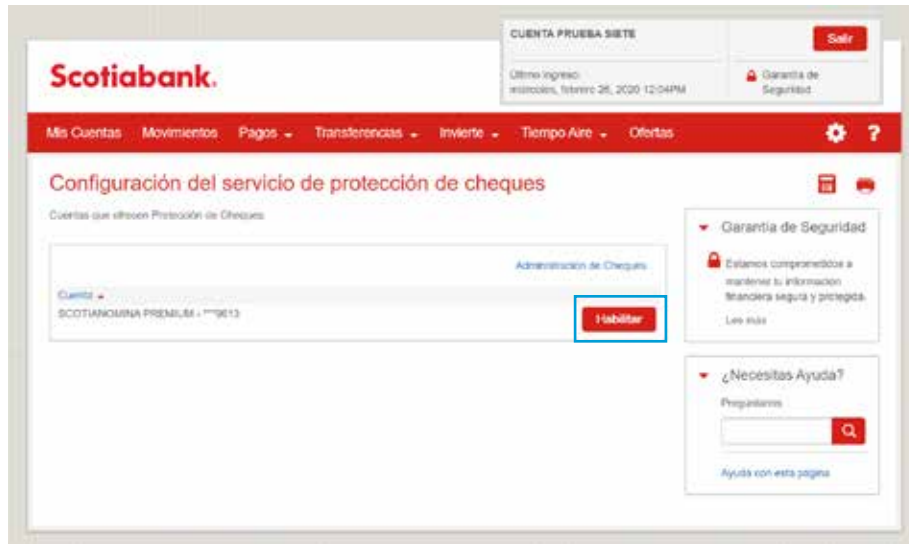 CUENTA PRUEBA SIETE
Salir
Scotiabank.
Último ingreso:
miércoles, febrero 26, 2020 12:04PM
Garantía de
Seguridad
Mis Cuentas Movimientos Pagos Transferencias Invierte Tiempo Aire Ofertas ?
Configuración del servicio de protección de cheques
Cuentas que ofrecen Protección de Cheques
Administración de Cheques
Cuenta
SCOTIANOMINA PREMIUM - ***9613
Habilitar
Garantía de Seguridad
Estamos comprometidos a
mantener tu información
financiera segura y protegida.
Lee más
¿Necesitas Ayuda?
Pregúntanos
Ayuda con esta página